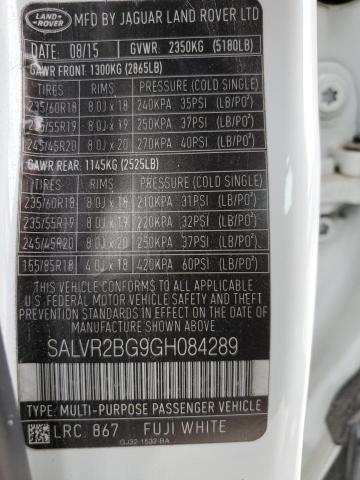 LAND ROVER MFD BY JAGUAR LAND ROVER LTD
DATE: 08/15 GVWR: 2350KG (5180LB)
GAWR FRONT: 1300KG (2865LB)
TIRES RIMS PRESSURE (COLD SINGLE)
235/60R18 8.0J x 18 240KPA 35PSI (LB/PO²)
235/55R19 8.0J x 19 250KPA 37PSI (LB/PO²)
245/45R20 8.0J x 20 270KPA 40PSI (LB/PO²)
GAWR REAR: 1145KG (2525LB)
TIRES RIMS PRESSURE (COLD SINGLE)
235/60R18 8.0J x 18 210KPA 31PSI (LB/PO²)
235/55R19 8.0J x 19 220KPA 32PSI (LB/PO²)
245/45R20 8.0J x 20 250KPA 37PSI (LB/PO²)
155/85R18 4.0J x 18 420KPA 60PSI (LB/PO²)
THIS VEHICLE CONFORMS TO ALL APPLICABLE
U.S. FEDERAL MOTOR VEHICLE SAFETY AND
THEFT PREVENTION STANDARDS IN EFFECT ON
THE DATE OF MANUFACTURE SHOWN ABOVE
SALVR2BG9GH084289
TYPE: MULTI-PURPOSE PASSENGER VEHICLE
LRC: 867 FUJI WHITE
GJ32-1532-BA